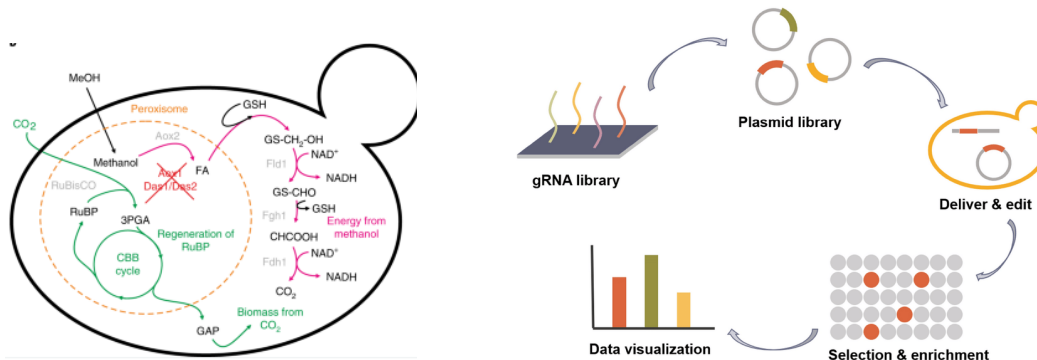 MeOH
Peroxisome
GSH
CO2
Aox2
GS-CH2-OH
Methanol
FA
NAD+
Fld1
Aox1
Das1/Das2
NADH
RuBisCO
GS-CHO
RuBP
3PGA
GSH
Fgh1
Energy from
methanol
Regeneration of
RuBP
CHCOOH
CBB
cycle
NAD+
Fdh1
NADH
CO2
Biomass from
CO2
GAP
gRNA library
Plasmid library
Deliver & edit
Selection & enrichment
Data visualization